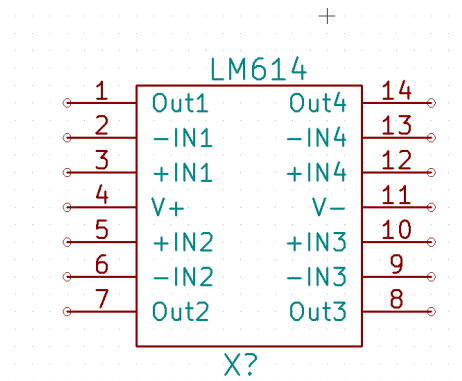 LM614
1 Out1 Out4 14
2 -IN1 -IN4 13
3 +IN1 +IN4 12
4 V+ V- 11
5 +IN2 +IN3 10
6 -IN2 -IN3 9
7 Out2 Out3 8
X?